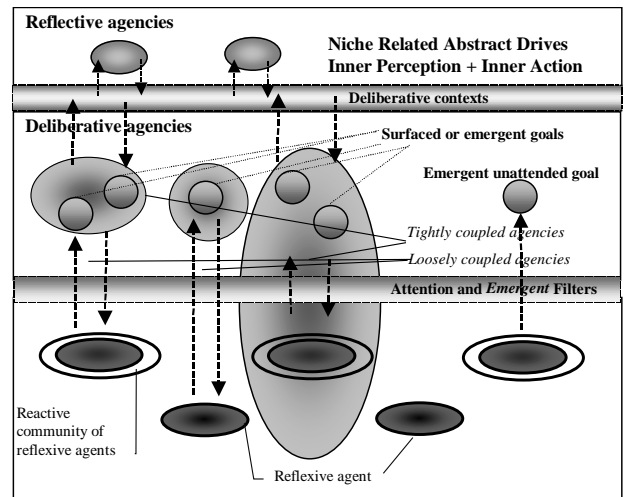 Reflective agencies
Niche Related Abstract Drives
Inner Perception + Inner Action
Deliberative contexts
Deliberative agencies
Surfaced or emergent goals
Emergent unattended goal
Tightly coupled agencies
Loosely coupled agencies
Attention and Emergent Filters
Reactive
community of
reflexive agents
Reflexive agent